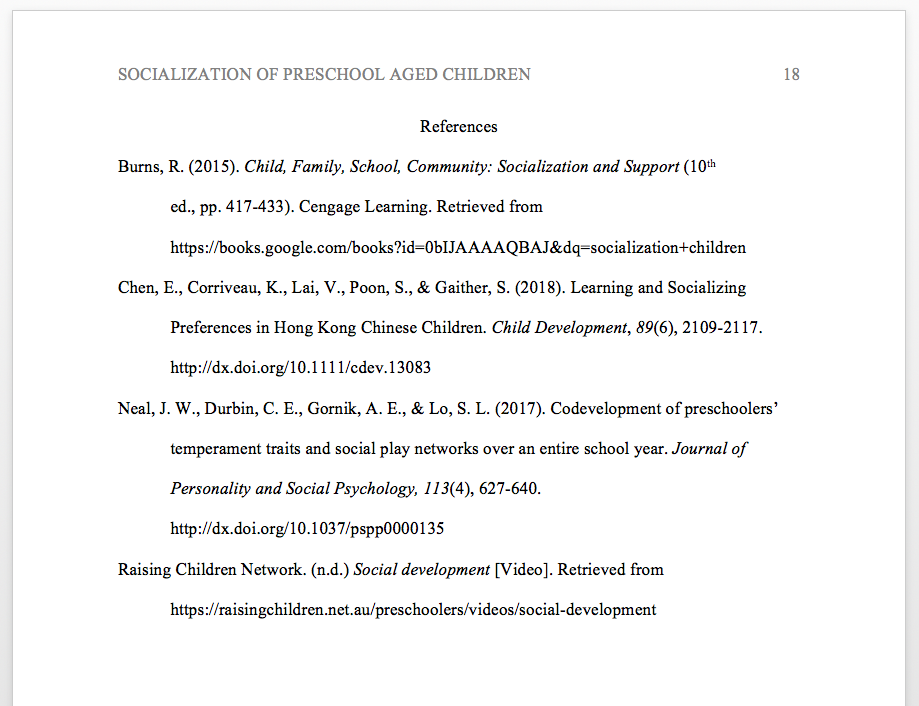 SOCIALIZATION OF PRESCHOOL AGED CHILDREN 18
References
Burns, R. (2015). Child, Family, School, Community: Socialization and Support (10th
ed., pp. 417-433). Cengage Learning. Retrieved from
https://books.google.com/books?id=0bIJAAAAQBAJ&dq=socialization+children
Chen, E., Corriveau, K., Lai, V., Poon, S., & Gaither, S. (2018). Learning and Socializing
Preferences in Hong Kong Chinese Children. Child Development, 89(6), 2109-2117.
http://dx.doi.org/10.1111/cdev.13083
Neal, J. W., Durbin, C. E., Gornik, A. E., & Lo, S. L. (2017). Codevelopment of preschoolers’
temperament traits and social play networks over an entire school year. Journal of
Personality and Social Psychology, 113(4), 627-640.
http://dx.doi.org/10.1037/pspp0000135
Raising Children Network. (n.d.) Social development [Video]. Retrieved from
https://raisingchildren.net.au/preschoolers/videos/social-development